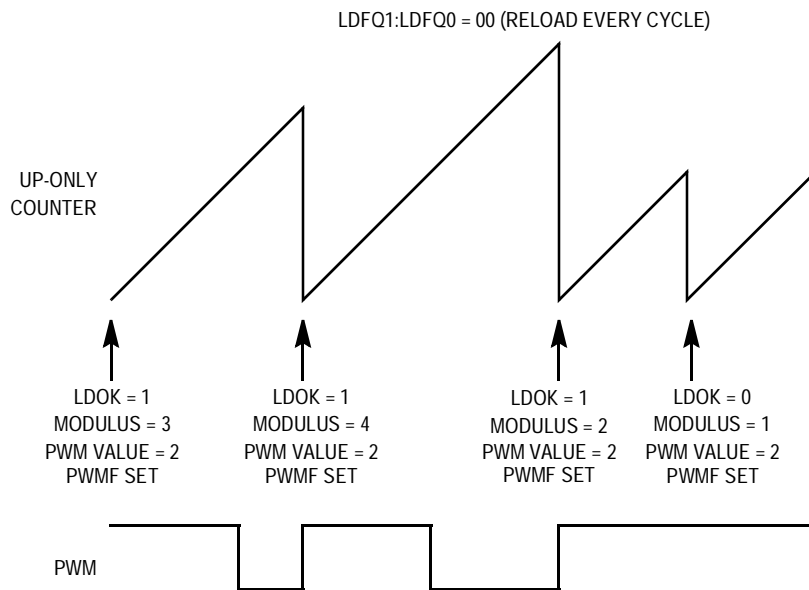 LDFQ1:LDFQ0 = 00 (RELOAD EVERY CYCLE)
UP-ONLY
COUNTER
LDOK = 1
MODULUS = 3
PWM VALUE = 2
PWMF SET
LDOK = 1
MODULUS = 4
PWM VALUE = 2
PWMF SET
LDOK = 1
MODULUS = 2
PWM VALUE = 2
PWMF SET
LDOK = 0
MODULUS = 1
PWM VALUE = 2
PWMF SET
PWM